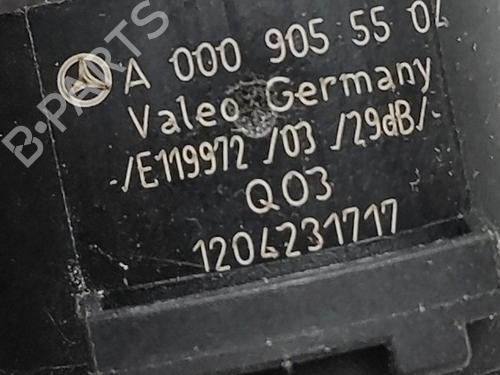 A 000 905 55 04
Valeo Germany
-/E119972/03/29dB/-
Q03
1204231717
B-PARTS